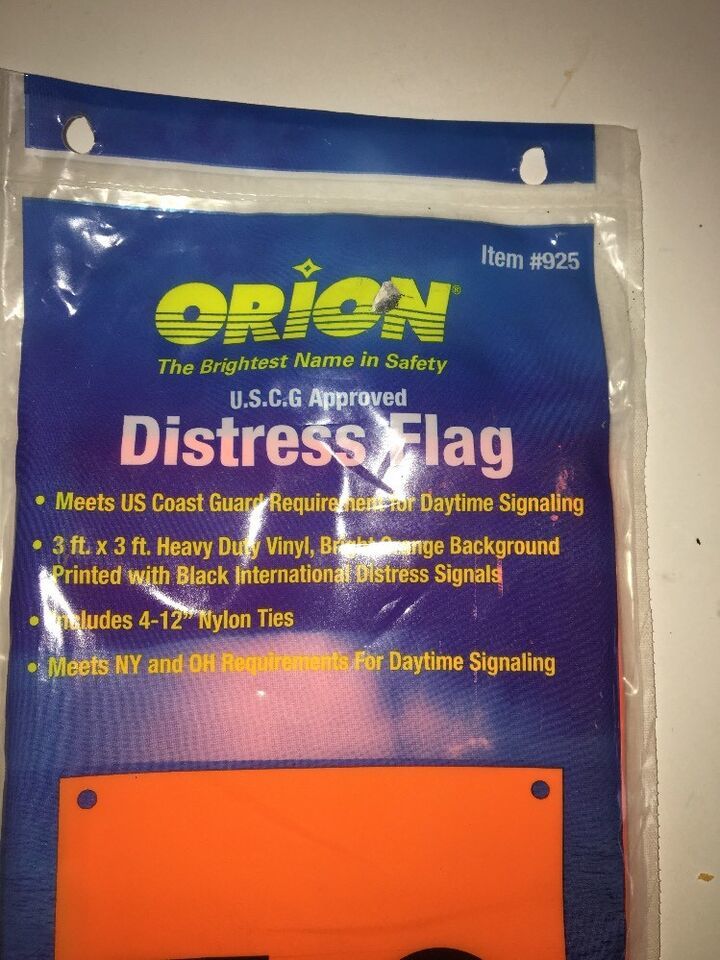 Item #925
ORION®
The Brightest Name in Safety
U.S.C.G Approved
Distress Flag
• Meets US Coast Guard Requirement for Daytime Signaling
• 3 ft. x 3 ft. Heavy Duty Vinyl, Bright Orange Background
Printed with Black International Distress Signals
• Includes 4-12" Nylon Ties
• Meets NY and OH Requirements For Daytime Signaling